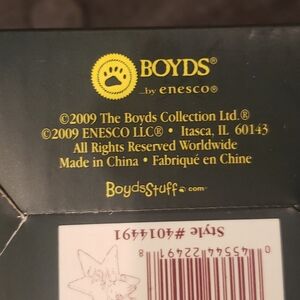 BOYDS®
by enesco®
©2009 The Boyds Collection Ltd.®
©2009 ENESCO LLC® • Itasca, IL 60143
All Rights Reserved Worldwide
Made in China • Fabriqué en Chine
BoydsStuff.com™
Style #4014491
0 45544 22491 8